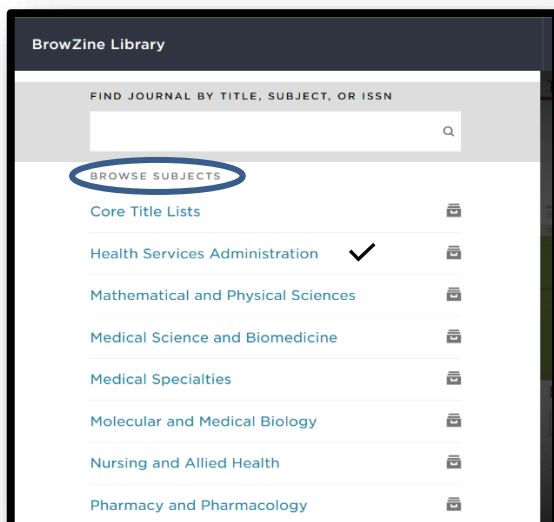 BrowZine Library
FIND JOURNAL BY TITLE, SUBJECT, OR ISSN
BROWSE SUBJECTS
Core Title Lists
Health Services Administration
Mathematical and Physical Sciences
Medical Science and Biomedicine
Medical Specialties
Molecular and Medical Biology
Nursing and Allied Health
Pharmacy and Pharmacology